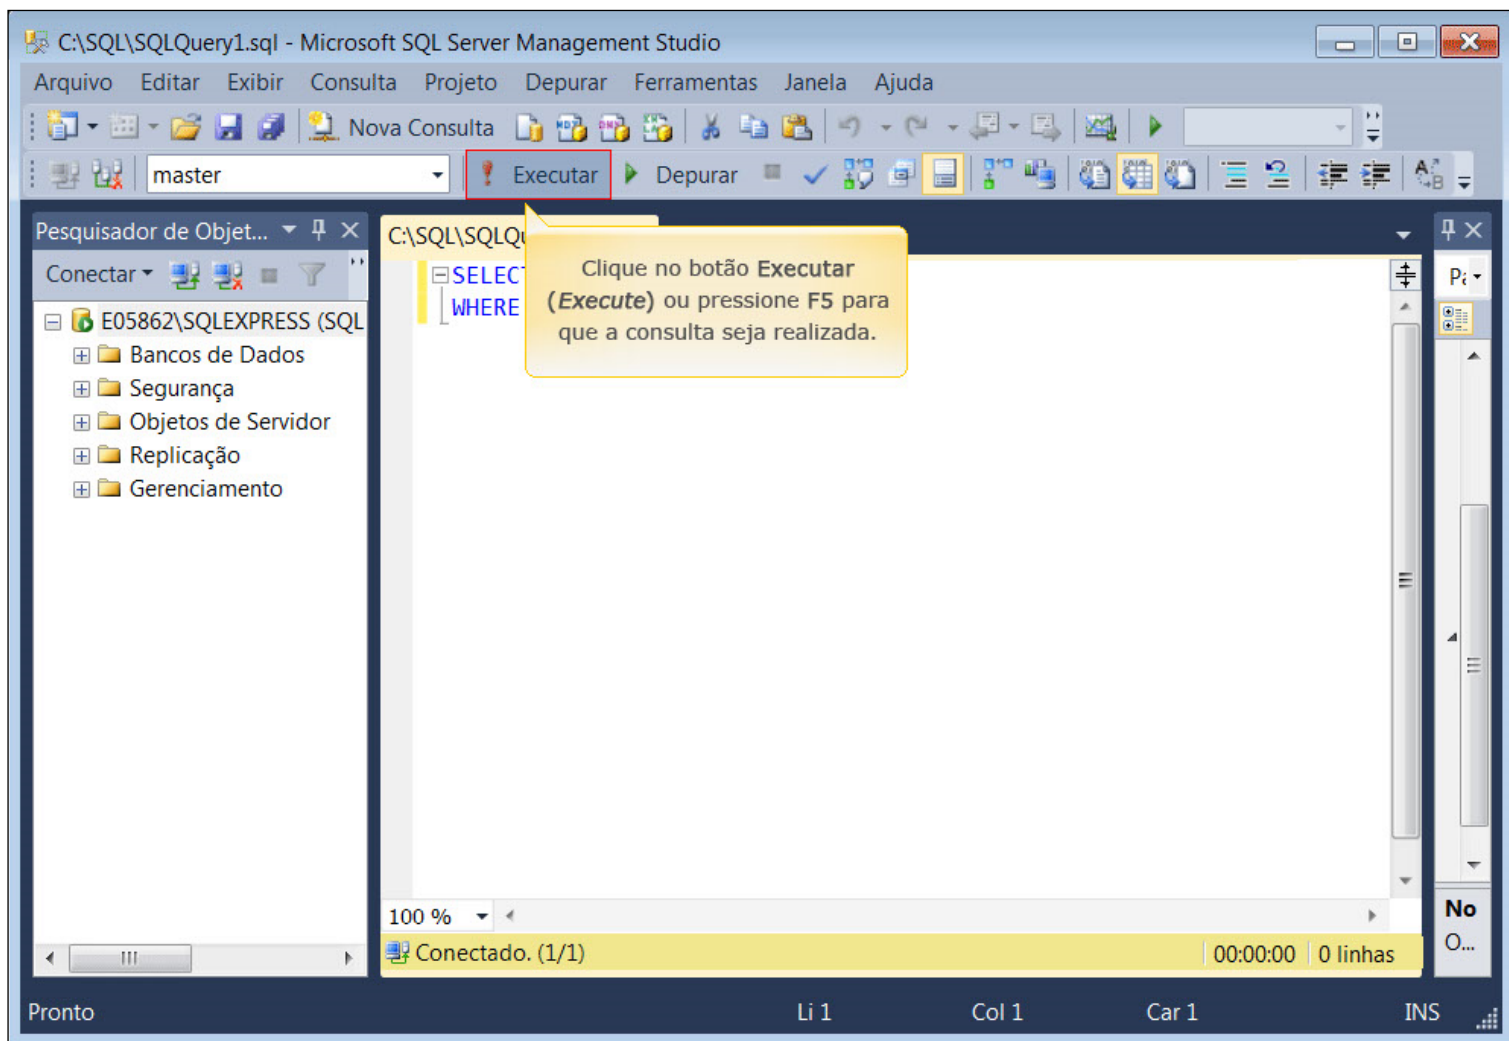 C:\SQL\SQLQuery1.sql - Microsoft SQL Server Management Studio
Arquivo Editar Exibir Consulta Projeto Depurar Ferramentas Janela Ajuda
Nova Consulta
master Executar Depurar
Pesquisador de Objet...
Conectar
E05862\SQLEXPRESS (SQL
Bancos de Dados
Segurança
Objetos de Servidor
Replicação
Gerenciamento
C:\SQL\SQLQu
SELECT
WHERE
Clique no botão Executar
(Execute) ou pressione F5 para
que a consulta seja realizada.
100 %
Conectado. (1/1) 00:00:00 0 linhas
No
O...
Pronto Li 1 Col 1 Car 1 INS